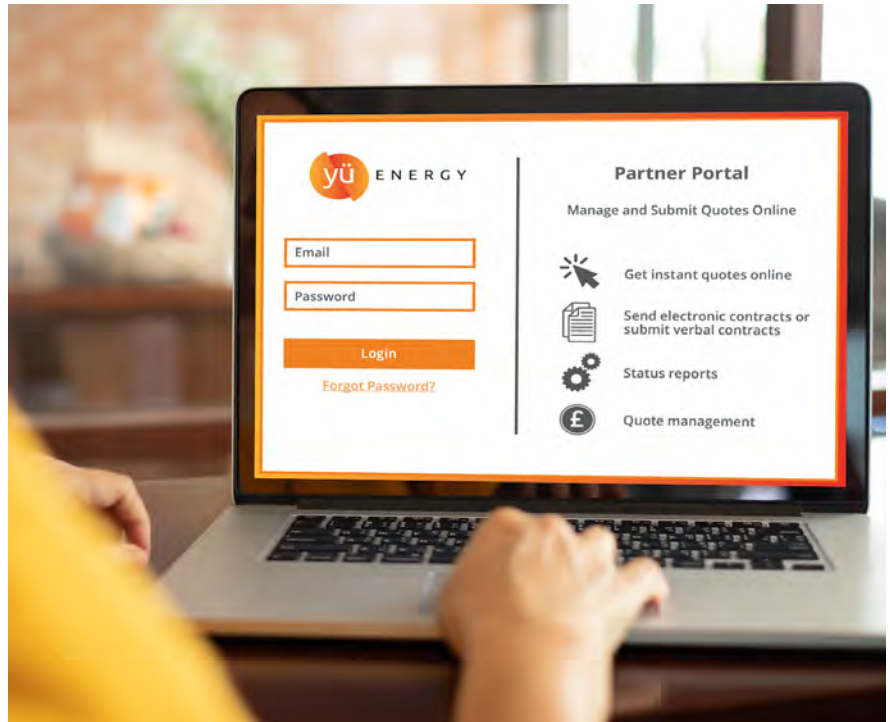 yü ENERGY
Email
Password
Login
Forgot Password?
Partner Portal
Manage and Submit Quotes Online
Get instant quotes online
Send electronic contracts or
submit verbal contracts
Status reports
£
Quote management